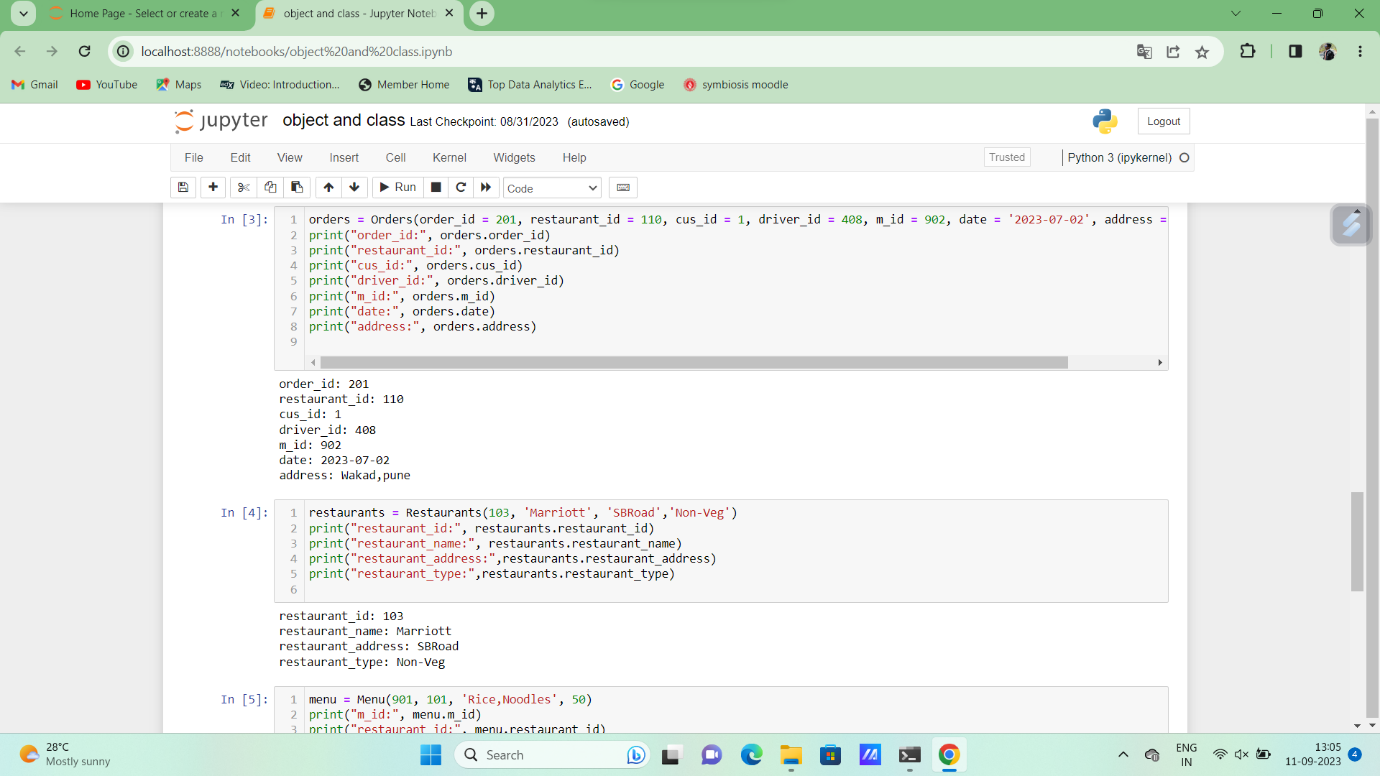 Home Page - Select or create a n
object and class - Jupyter Noteb
localhost:8888/notebooks/object%20and%20class.ipynb
Gmail YouTube Maps Video: Introduction... Member Home Top Data Analytics E... Google symbiosis moodle
jupyter object and class Last Checkpoint: 08/31/2023 (autosaved) Logout
File Edit View Insert Cell Kernel Widgets Help Trusted Python 3 (ipykernel)
Run Code
In [3]: 1 orders = Orders(order_id = 201, restaurant_id = 110, cus_id = 1, driver_id = 408, m_id = 902, date = '2023-07-02', address =
2 print("order_id:", orders.order_id)
3 print("restaurant_id:", orders.restaurant_id)
4 print("cus_id:", orders.cus_id)
5 print("driver_id:", orders.driver_id)
6 print("m_id:", orders.m_id)
7 print("date:", orders.date)
8 print("address:", orders.address)
9
order_id: 201
restaurant_id: 110
cus_id: 1
driver_id: 408
m_id: 902
date: 2023-07-02
address: Wakad,pune
In [4]: 1 restaurants = Restaurants(103, 'Marriott', 'SBRoad','Non-Veg')
2 print("restaurant_id:", restaurants.restaurant_id)
3 print("restaurant_name:", restaurants.restaurant_name)
4 print("restaurant_address:",restaurants.restaurant_address)
5 print("restaurant_type:",restaurants.restaurant_type)
6
restaurant_id: 103
restaurant_name: Marriott
restaurant_address: SBRoad
restaurant_type: Non-Veg
In [5]: 1 menu = Menu(901, 101, 'Rice,Noodles', 50)
2 print("m_id:", menu.m_id)
3 print("restaurant_id:", menu.restaurant_id)
28°C
Mostly sunny
Search
ENG
IN
13:05
11-09-2023
4